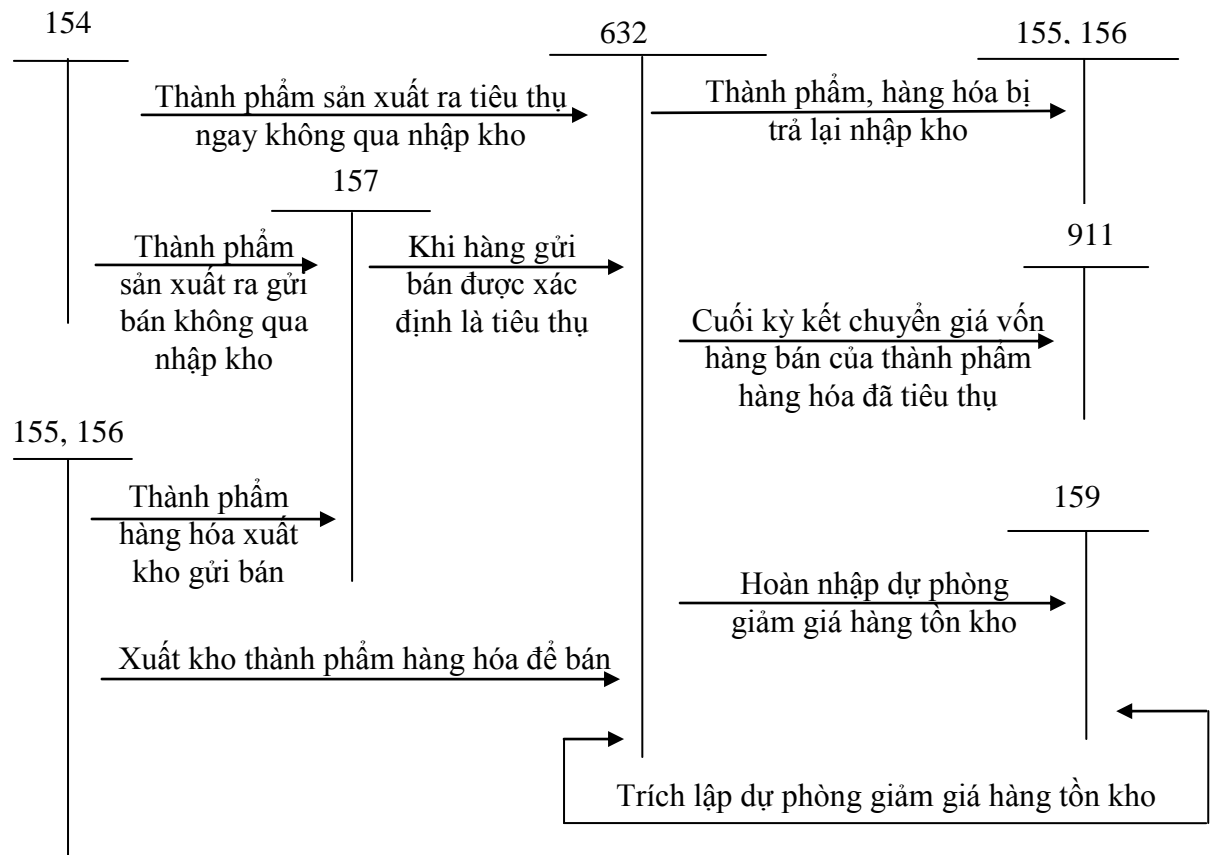 154
632
155, 156
Thành phẩm sản xuất ra tiêu thụ
ngay không qua nhập kho
Thành phẩm, hàng hóa bị
trả lại nhập kho
157
Thành phẩm
sản xuất ra gửi
bán không qua
nhập kho
Khi hàng gửi
bán được xác
định là tiêu thụ
911
Cuối kỳ kết chuyển giá vốn
hàng bán của thành phẩm
hàng hóa đã tiêu thụ
155, 156
Thành phẩm
hàng hóa xuất
kho gửi bán
159
Hoàn nhập dự phòng
giảm giá hàng tồn kho
Xuất kho thành phẩm hàng hóa để bán
Trích lập dự phòng giảm giá hàng tồn kho